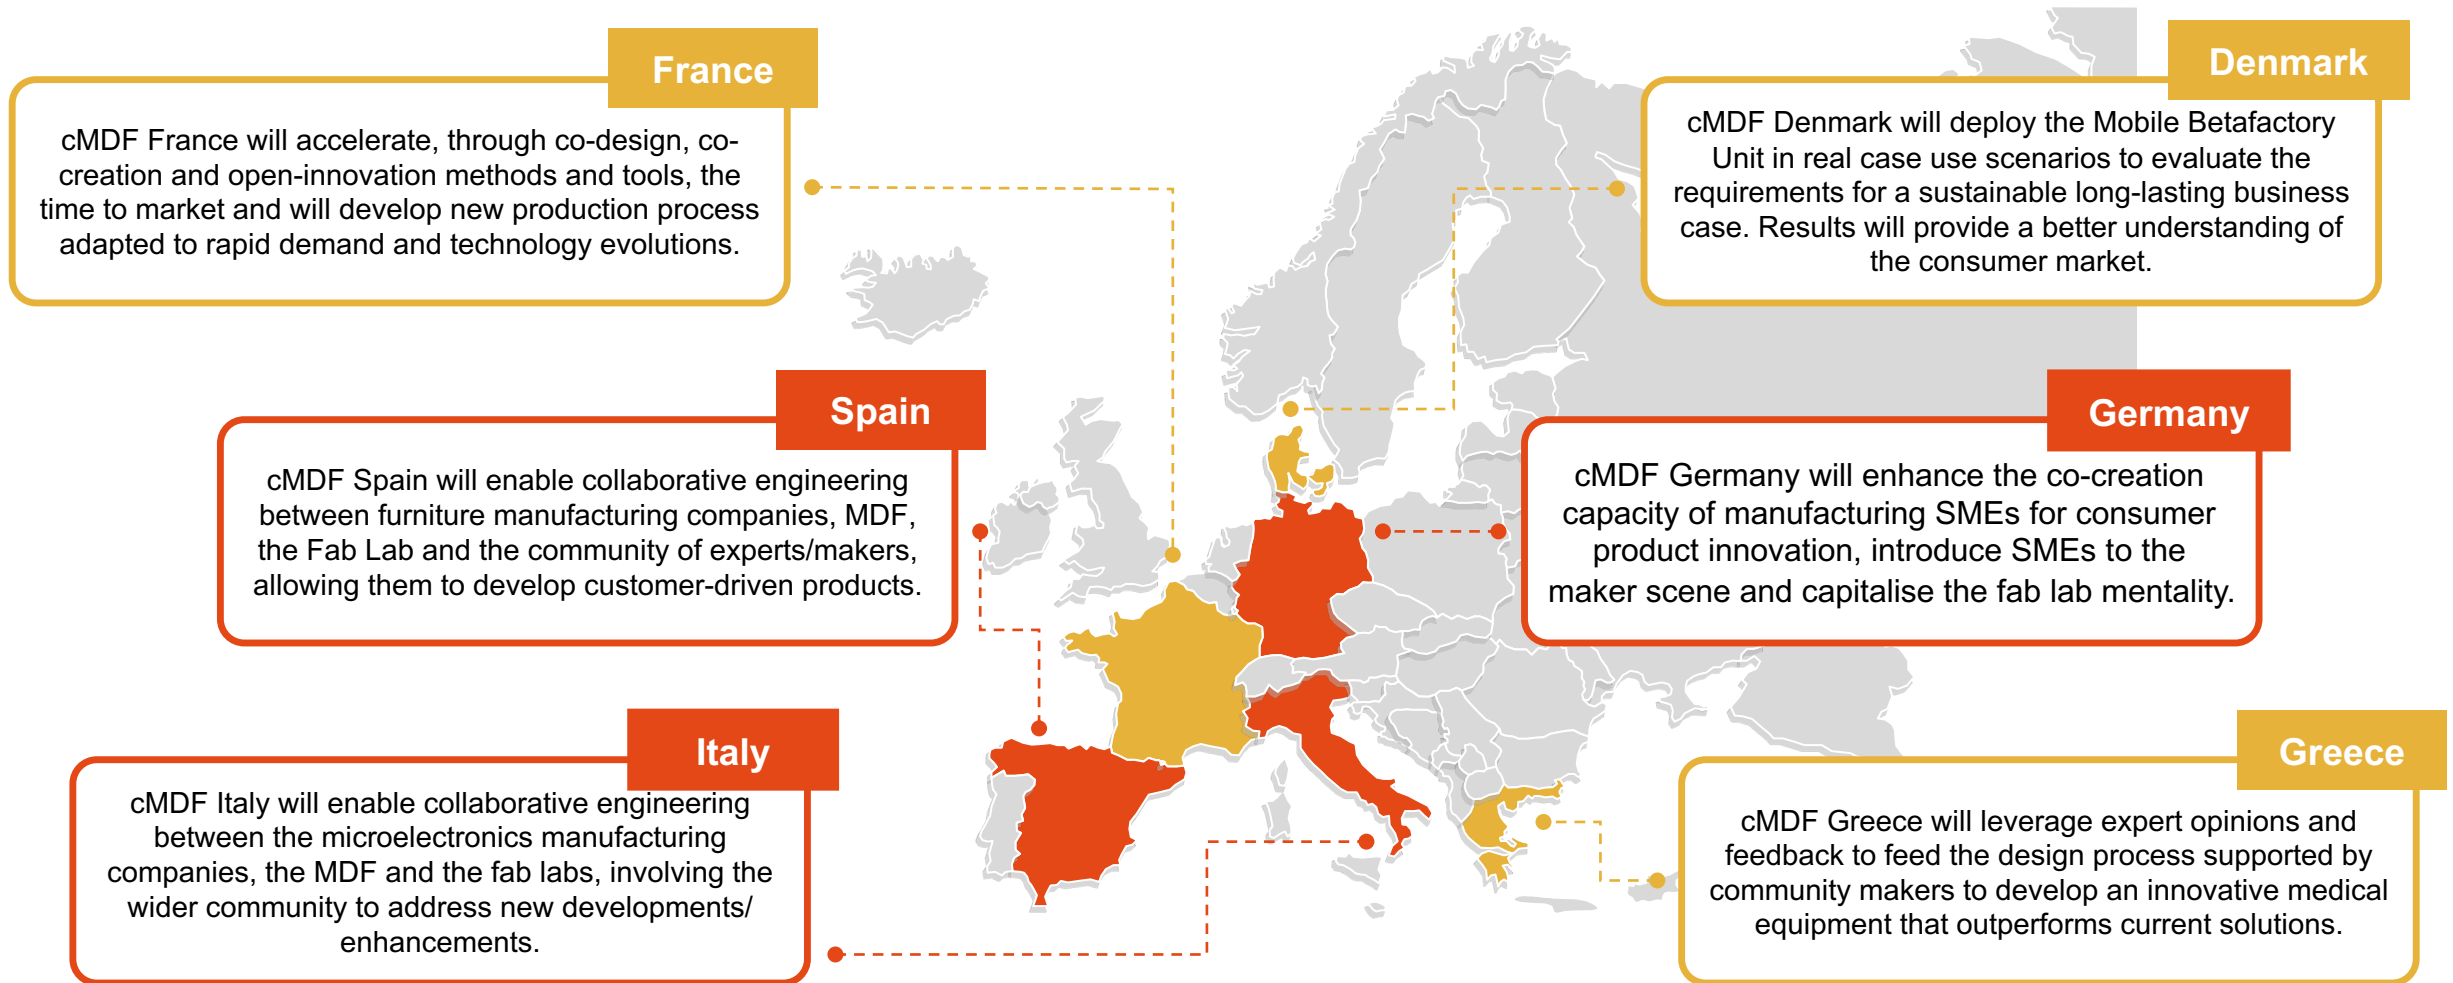 France
cMDF France will accelerate, through co-design, co-
creation and open-innovation methods and tools, the
time to market and will develop new production process
adapted to rapid demand and technology evolutions.
Denmark
cMDF Denmark will deploy the Mobile Betafactory
Unit in real case use scenarios to evaluate the
requirements for a sustainable long-lasting business
case. Results will provide a better understanding of
the consumer market.
Spain
cMDF Spain will enable collaborative engineering
between furniture manufacturing companies, MDF,
the Fab Lab and the community of experts/makers,
allowing them to develop customer-driven products.
Germany
cMDF Germany will enhance the co-creation
capacity of manufacturing SMEs for consumer
product innovation, introduce SMEs to the
maker scene and capitalise the fab lab mentality.
Italy
cMDF Italy will enable collaborative engineering
between the microelectronics manufacturing
companies, the MDF and the fab labs, involving the
wider community to address new developments/
enhancements.
Greece
cMDF Greece will leverage expert opinions and
feedback to feed the design process supported by
community makers to develop an innovative medical
equipment that outperforms current solutions.